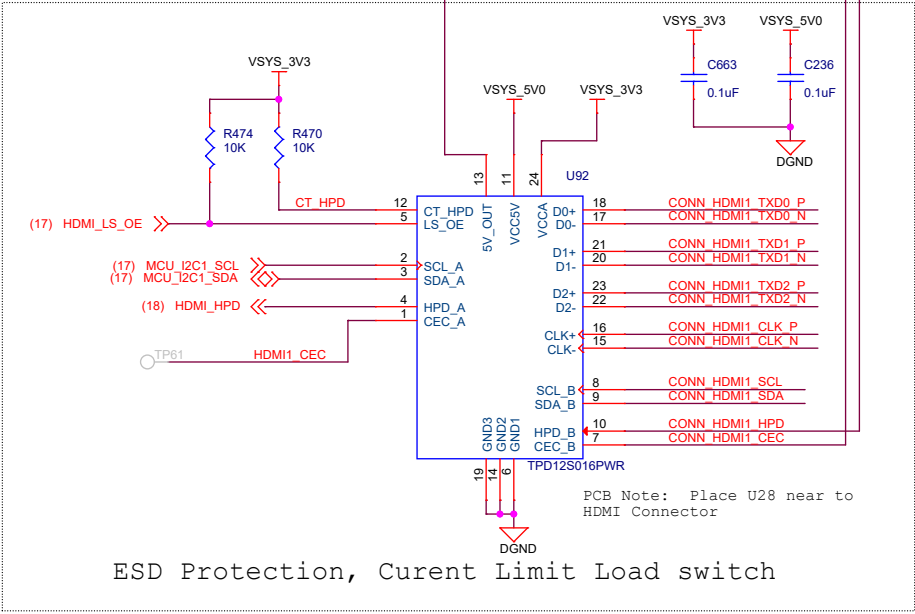 VSYS_3V3
VSYS_5V0
C663
0.1uF
C236
0.1uF
DGND
VSYS_3V3
R474
10K
R470
10K
VSYS_5V0
VSYS_3V3
13
11
24
U92
CT_HPD
12
CT_HPD
5V_OUT
VCC5V
VCCA
D0+
18
CONN_HDMI1_TXD0_P
(17) HDMI_LS_OE
5
LS_OE
D0-
17
CONN_HDMI1_TXD0_N
D1+
21
CONN_HDMI1_TXD1_P
(17) MCU_I2C1_SCL
2
SCL_A
D1-
20
CONN_HDMI1_TXD1_N
(17) MCU_I2C1_SDA
3
SDA_A
D2+
23
CONN_HDMI1_TXD2_P
(18) HDMI_HPD
4
HPD_A
D2-
22
CONN_HDMI1_TXD2_N
1
CEC_A
CLK+
16
CONN_HDMI1_CLK_P
CLK-
15
CONN_HDMI1_CLK_N
TP61
HDMI1_CEC
SCL_B
8
CONN_HDMI1_SCL
SDA_B
9
CONN_HDMI1_SDA
HPD_B
10
CONN_HDMI1_HPD
CEC_B
7
CONN_HDMI1_CEC
GND3
GND2
GND1
19
14
6
TPD12S016PWR
DGND
PCB Note:  Place U28 near to
HDMI Connector
ESD Protection, Curent Limit Load switch